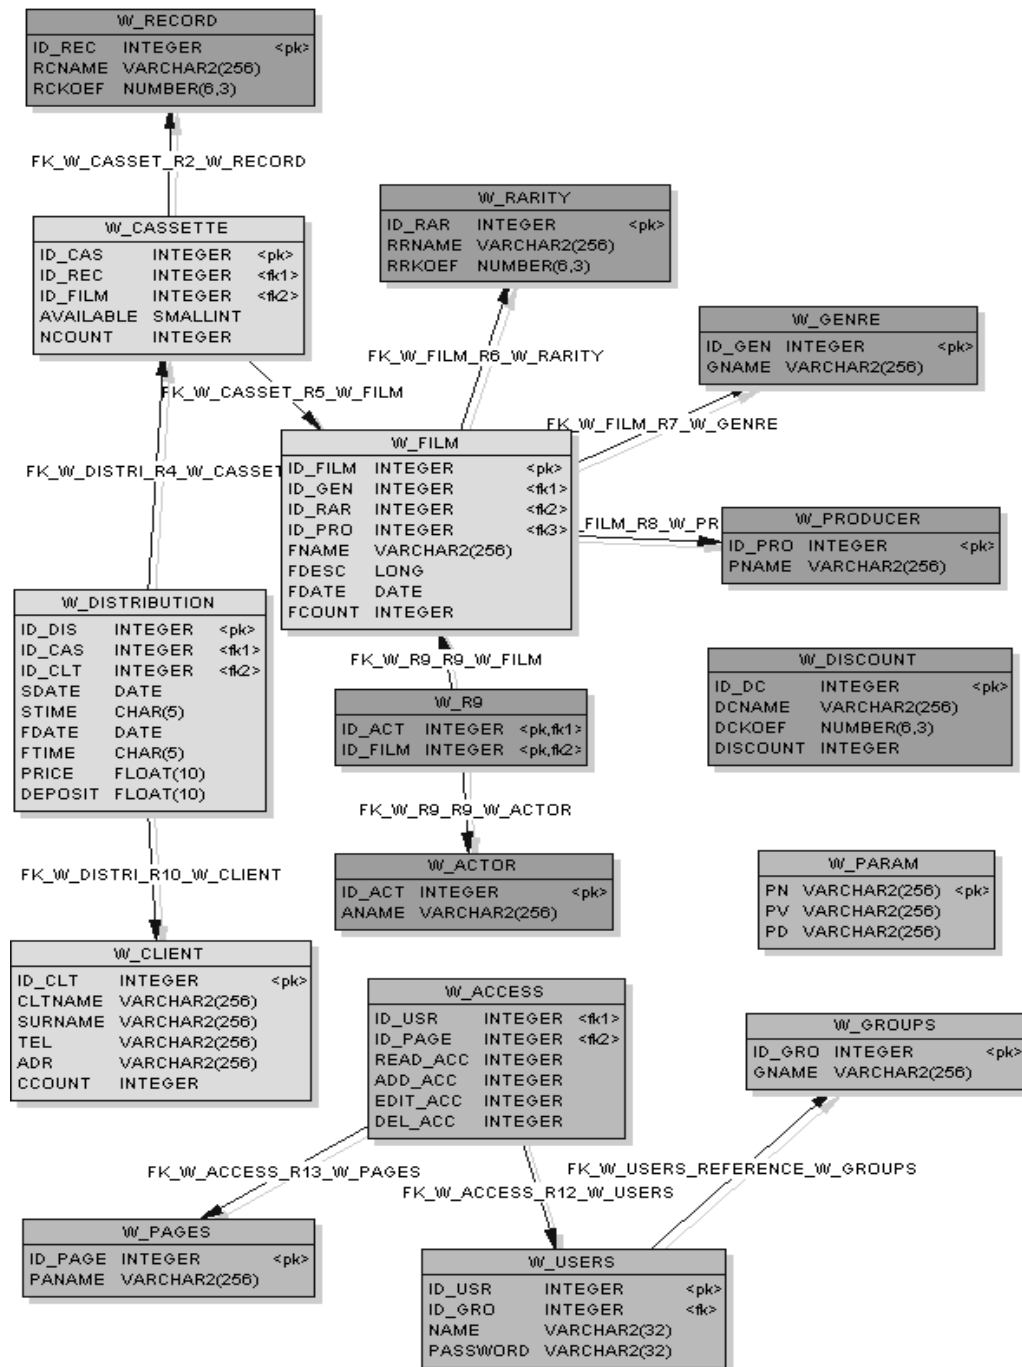 W_RECORD
ID_REC INTEGER <pk>
RCNAME VARCHAR2(256)
RCKOEF NUMBER(6,3)
FK_W_CASSET_R2_W_RECORD
W_CASSETTE
ID_CAS INTEGER <pk>
ID_REC INTEGER <fk1>
ID_FILM INTEGER <fk2>
AVAILABLE SMALLINT
NCOUNT INTEGER
W_RARITY
ID_RAR INTEGER <pk>
RRNAME VARCHAR2(256)
RRKOEF NUMBER(6,3)
FK_W_FILM_R6_W_RARITY
W_GENRE
ID_GEN INTEGER <pk>
GNAME VARCHAR2(256)
FK_W_CASSET_R5_W_FILM
FK_W_FILM_R7_W_GENRE
W_FILM
ID_FILM INTEGER <pk>
ID_GEN INTEGER <fk1>
ID_RAR INTEGER <fk2>
ID_PRO INTEGER <fk3>
FNAME VARCHAR2(256)
FDESC LONG
FDATE DATE
FCOUNT INTEGER
FK_W_DISTRI_R4_W_CASSET
_FILM_R8_W_PR
W_PRODUCER
ID_PRO INTEGER <pk>
PNAME VARCHAR2(256)
W_DISTRIBUTION
ID_DIS INTEGER <pk>
ID_CAS INTEGER <fk1>
ID_CLT INTEGER <fk2>
SDATE DATE
STIME CHAR(5)
FDATE DATE
FTIME CHAR(5)
PRICE FLOAT(10)
DEPOSIT FLOAT(10)
FK_W_R9_R9_W_FILM
W_R9
ID_ACT INTEGER <pk,fk1>
ID_FILM INTEGER <pk,fk2>
W_DISCOUNT
ID_DC INTEGER <pk>
DCNAME VARCHAR2(256)
DCKOEF NUMBER(6,3)
DISCOUNT INTEGER
FK_W_R9_R9_W_ACTOR
W_ACTOR
ID_ACT INTEGER <pk>
ANAME VARCHAR2(256)
W_PARAM
PN VARCHAR2(256) <pk>
PV VARCHAR2(256)
PD VARCHAR2(256)
FK_W_DISTRI_R10_W_CLIENT
W_CLIENT
ID_CLT INTEGER <pk>
CLTNAME VARCHAR2(256)
SURNAME VARCHAR2(256)
TEL VARCHAR2(256)
ADR VARCHAR2(256)
CCOUNT INTEGER
W_ACCESS
ID_USR INTEGER <fk1>
ID_PAGE INTEGER <fk2>
READ_ACC INTEGER
ADD_ACC INTEGER
EDIT_ACC INTEGER
DEL_ACC INTEGER
W_GROUPS
ID_GRO INTEGER <pk>
GNAME VARCHAR2(256)
FK_W_ACCESS_R13_W_PAGES
FK_W_USERS_REFERENCE_W_GROUPS
FK_W_ACCESS_R12_W_USERS
W_PAGES
ID_PAGE INTEGER <pk>
PANAME VARCHAR2(256)
W_USERS
ID_USR INTEGER <pk>
ID_GRO INTEGER <fk>
NAME VARCHAR2(32)
PASSWORD VARCHAR2(32)